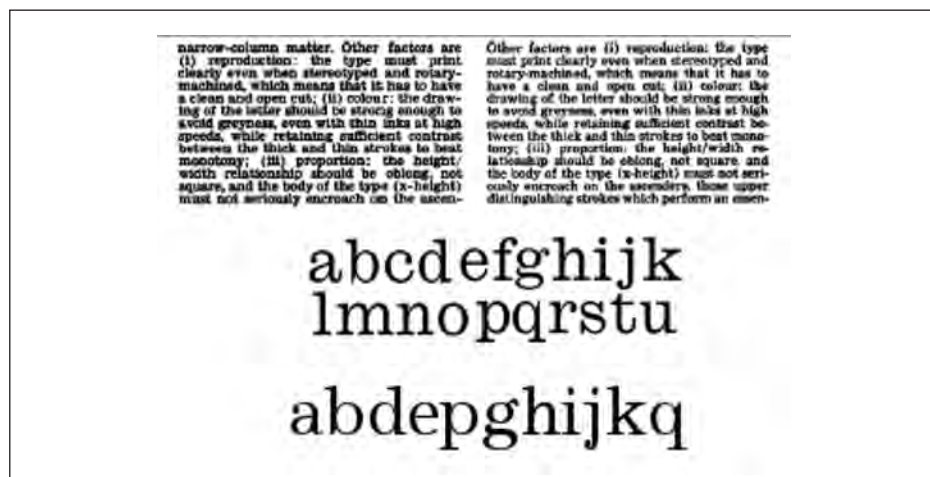 narrow-column matter. Other factors are
(i) reproduction: the type must print
clearly even when stereotyped and rotary-
machined, which means that it has to have
a clean and open cut; (ii) colour: the draw-
ing of the letter should be strong enough to
avoid greyness, even with thin inks at high
speeds, while retaining sufficient contrast
between the thick and thin strokes to beat
monotony; (iii) proportion: the height/
width relationship should be oblong, not
square, and the body of the type (x-height)
must not seriously encroach on the ascen-
Other factors are (i) reproduction: the type
must print clearly even when stereotyped and
rotary-machined, which means that it has to
have a clean and open cut; (ii) colour: the
drawing of the letter should be strong enough
to avoid greyness, even with thin inks at high
speeds, while retaining sufficient contrast be-
tween the thick and thin strokes to beat mono-
tony; (iii) proportion: the height/width re-
lationship should be oblong, not square, and
the body of the type (x-height) must not seri-
ously encroach on the ascenders, those upper
distinguishing strokes which perform an essen-
abcdefghijk
lmnopqrstu
abdepghijkq